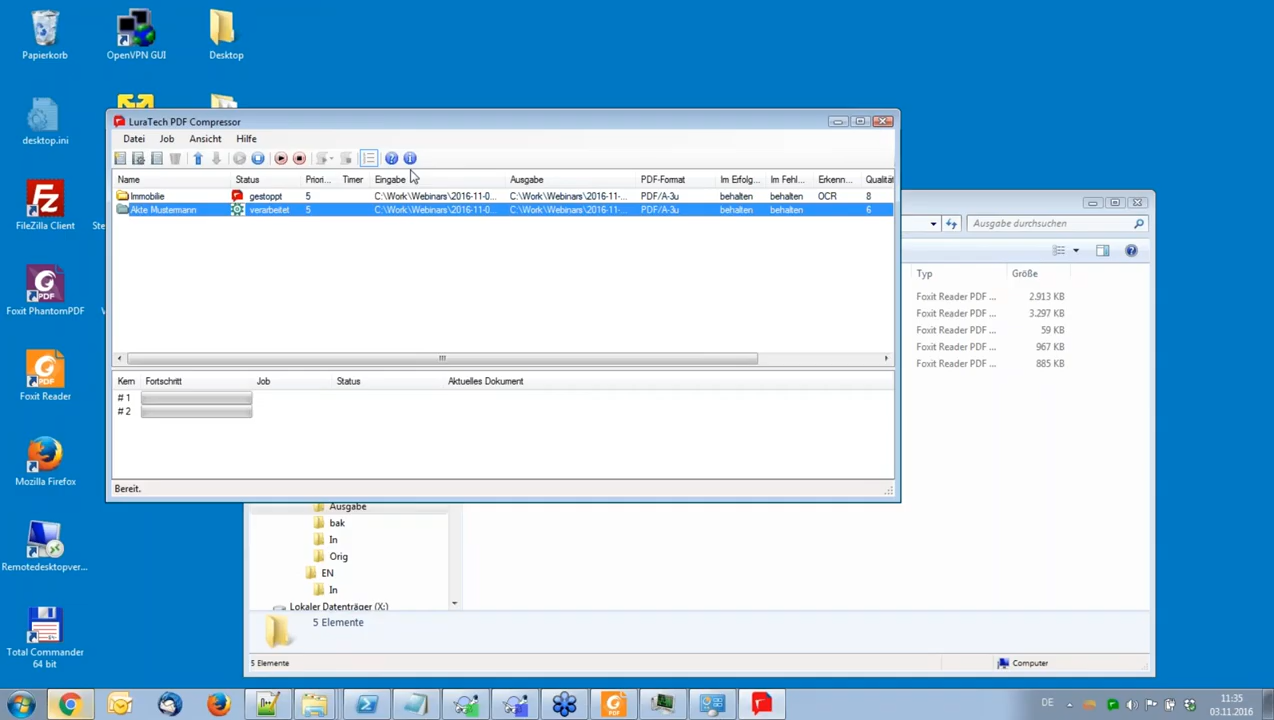 Papierkorb
OpenVPN GUI
Desktop
desktop.ini
FileZilla Client
Ste
Foxit PhantomPDF
Foxit Reader
Mozilla Firefox
Remotedesktopver...
Total Commander
64 bit
LuraTech PDF Compressor
Datei Job Ansicht Hilfe
Name Status Priori... Timer Eingabe Ausgabe PDF-Format Im Erfolg... Im Fehl... Erkenn... Qualität
Immobilie gestoppt 5 C:\Work\Webinars\2016-11-0... C:\Work\Webinars\2016-11-... PDF/A-3u behalten behalten OCR 8
Akte Mustermann verarbeitet 5 C:\Work\Webinars\2016-11-0... C:\Work\Webinars\2016-11-... PDF/A-3u behalten behalten 6
Kern Fortschritt Job Status Aktuelles Dokument
# 1
# 2
Bereit.
Ausgabe durchsuchen
Typ Größe
Foxit Reader PDF ... 2.913 KB
Foxit Reader PDF ... 3.297 KB
Foxit Reader PDF ... 59 KB
Foxit Reader PDF ... 967 KB
Foxit Reader PDF ... 885 KB
Ausgabe
bak
In
Orig
EN
In
Lokaler Datenträger (X:)
5 Elemente
5 Elemente Computer
DE
11:35
03.11.2016